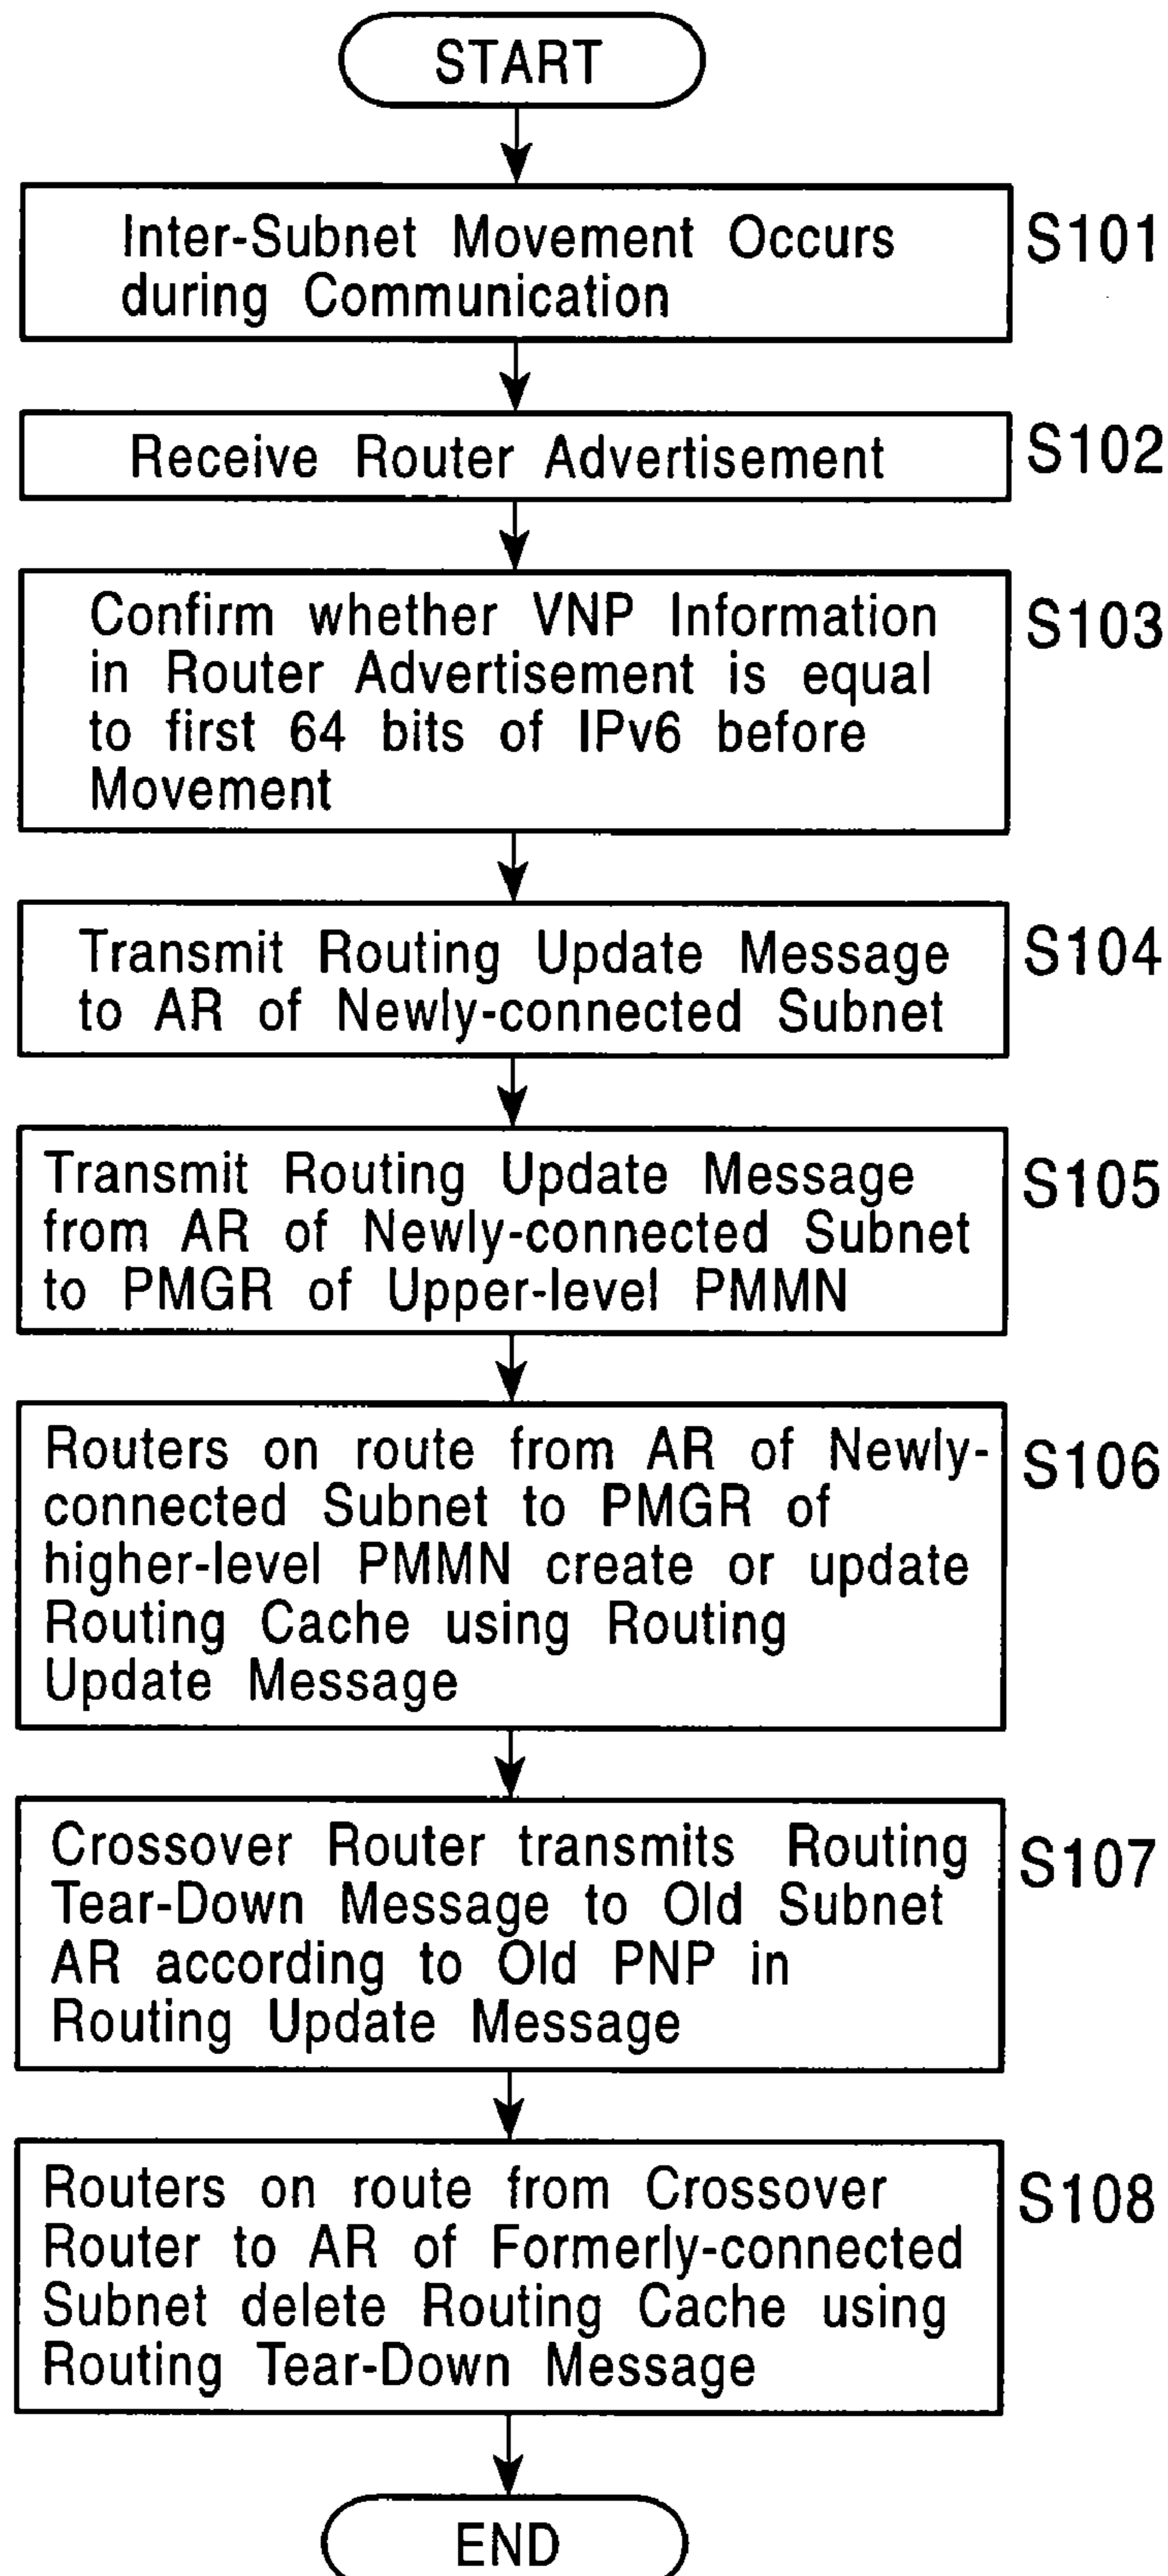 START
Inter-Subnet Movement Occurs
during Communication
S101
Receive Router Advertisement
S102
Confirm whether VNP Information
in Router Advertisement is equal
to first 64 bits of IPv6 before
Movement
S103
Transmit Routing Update Message
to AR of Newly-connected Subnet
S104
Transmit Routing Update Message
from AR of Newly-connected Subnet
to PMGR of Upper-level PMMN
S105
Routers on route from AR of Newly-
connected Subnet to PMGR of
higher-level PMMN create or update
Routing Cache using Routing
Update Message
S106
Crossover Router transmits Routing
Tear-Down Message to Old Subnet
AR according to Old PNP in
Routing Update Message
S107
Routers on route from Crossover
Router to AR of Formerly-connected
Subnet delete Routing Cache using
Routing Tear-Down Message
S108
END